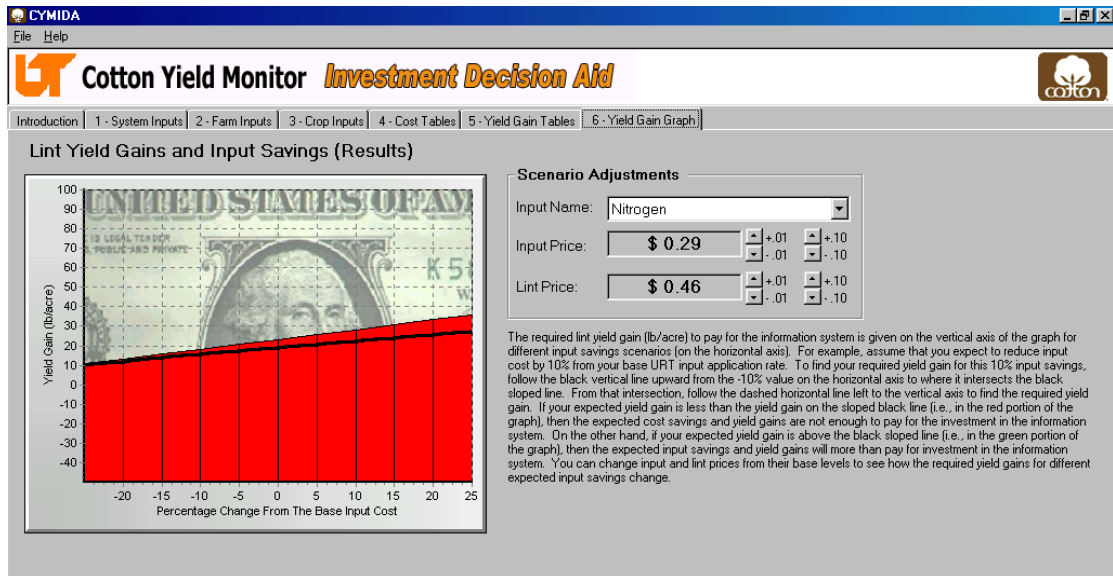 CYMIDA
File Help
UT Cotton Yield Monitor Investment Decision Aid
cotton
Introduction 1 - System Inputs 2 - Farm Inputs 3 - Crop Inputs 4 - Cost Tables 5 - Yield Gain Tables 6 - Yield Gain Graph
Lint Yield Gains and Input Savings (Results)
100
90
80
70
60
50
40
30
20
10
0
-10
-20
-30
-40
Yield Gain (lb/acre)
UNITED STATES OF AM
IS LEGAL TENDER
PUBLIC AND PRIVATE
K 5
-20 -15 -10 -5 0 5 10 15 20 25
Percentage Change From The Base Input Cost
Scenario Adjustments
Input Name: Nitrogen
Input Price: $ 0.29 +.01 +.10
- .01 - .10
Lint Price: $ 0.46 +.01 +.10
- .01 - .10
The required lint yield gain (lb/acre) to pay for the information system is given on the vertical axis of the graph for
different input savings scenarios (on the horizontal axis). For example, assume that you expect to reduce input
cost by 10% from your base URT input application rate. To find your required yield gain for this 10% input savings,
follow the black vertical line upward from the -10% value on the horizontal axis to where it intersects the black
sloped line. From that intersection, follow the dashed horizontal line left to the vertical axis to find the required yield
gain. If your expected yield gain is less than the yield gain on the sloped black line (i.e., in the red portion of the
graph), then the expected cost savings and yield gains are not enough to pay for the investment in the information
system. On the other hand, if your expected yield gain is above the black sloped line (i.e., in the green portion of
the graph), then the expected input savings and yield gains will more than pay for investment in the information
system. You can change input and lint prices from their base levels to see how the required yield gains for different
expected input savings change.